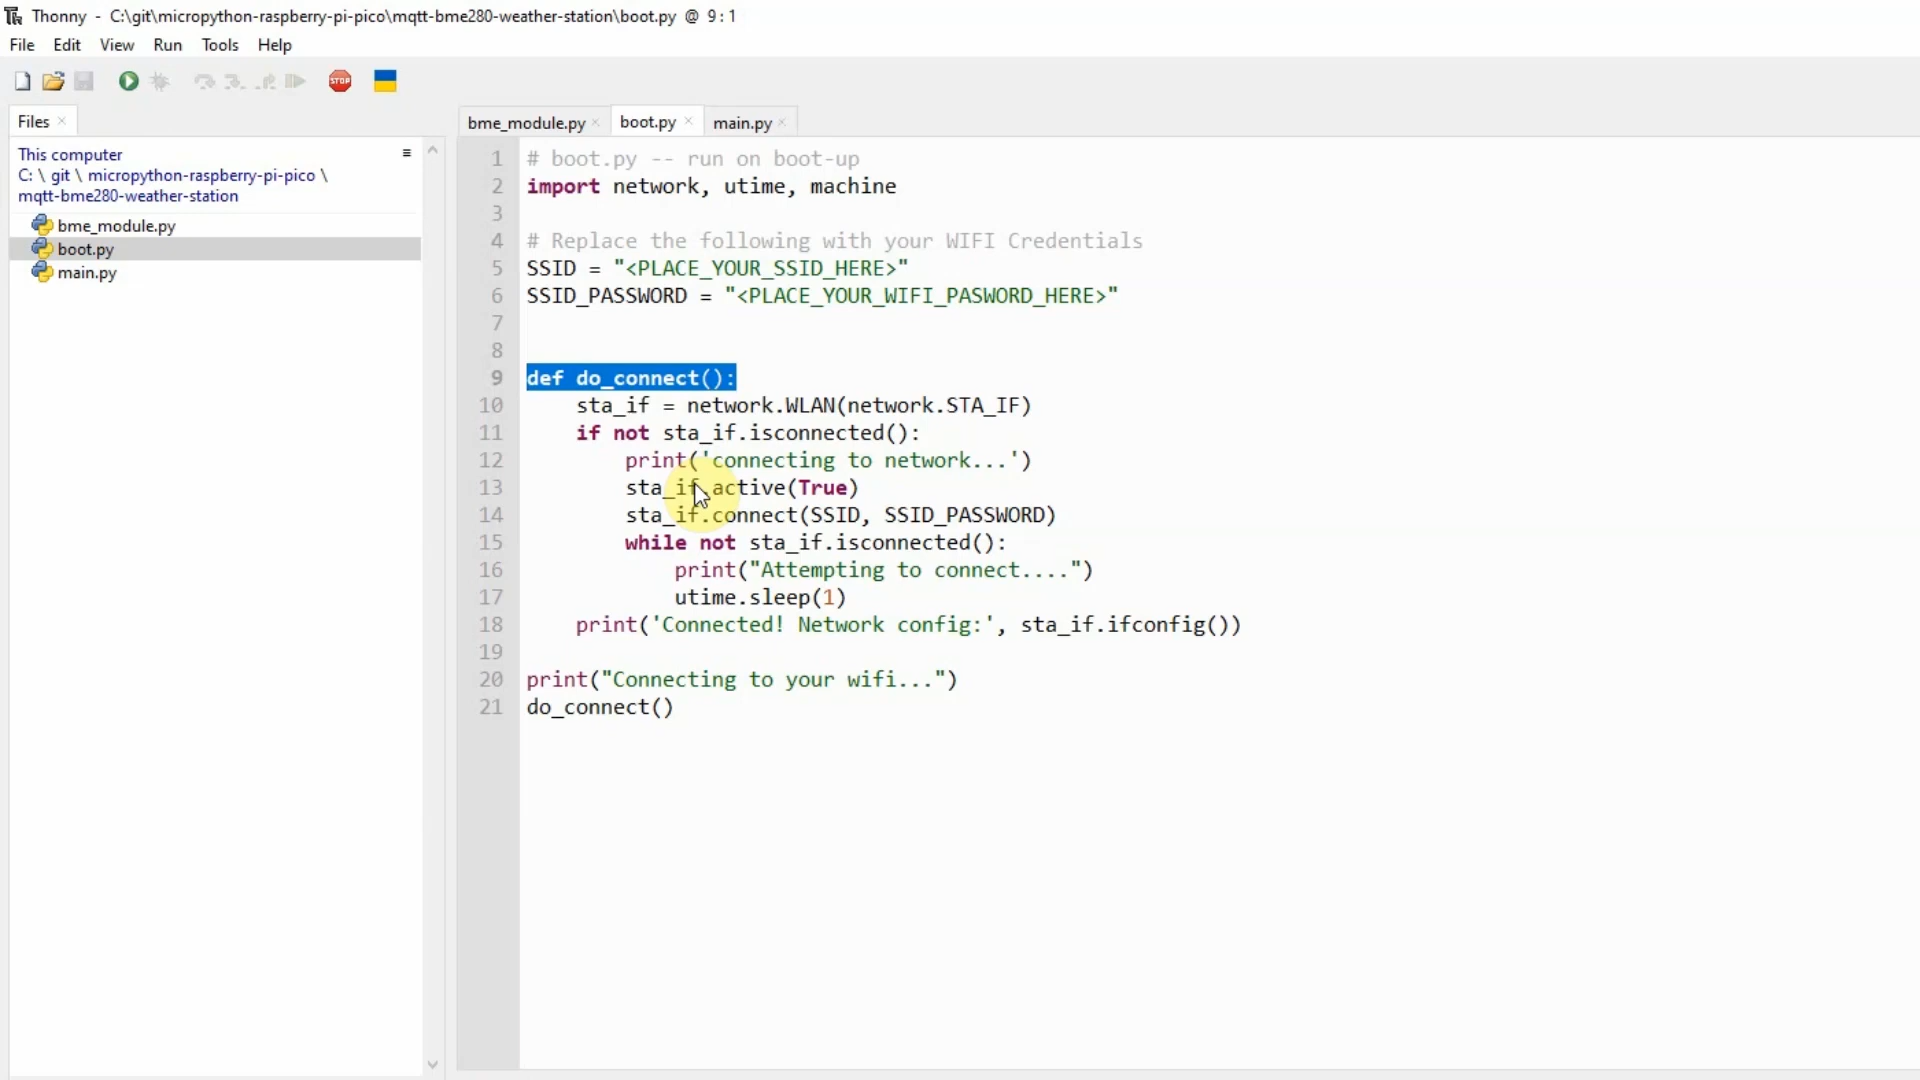 Thonny - C:\git\micropython-raspberry-pi-pico\mqtt-bme280-weather-station\boot.py @ 9:1
File Edit View Run Tools Help
STOP
Files
bme_module.py boot.py main.py
This computer
C: \ git \ micropython-raspberry-pi-pico \
mqtt-bme280-weather-station
bme_module.py
boot.py
main.py
1 # boot.py -- run on boot-up
2 import network, utime, machine
3
4 # Replace the following with your WIFI Credentials
5 SSID = "<PLACE_YOUR_SSID_HERE>"
6 SSID_PASSWORD = "<PLACE_YOUR_WIFI_PASWORD_HERE>"
7
8
9 def do_connect():
10 sta_if = network.WLAN(network.STA_IF)
11 if not sta_if.isconnected():
12 print('connecting to network...')
13 sta_if.active(True)
14 sta_if.connect(SSID, SSID_PASSWORD)
15 while not sta_if.isconnected():
16 print("Attempting to connect....")
17 utime.sleep(1)
18 print('Connected! Network config:', sta_if.ifconfig())
19
20 print("Connecting to your wifi...")
21 do_connect()